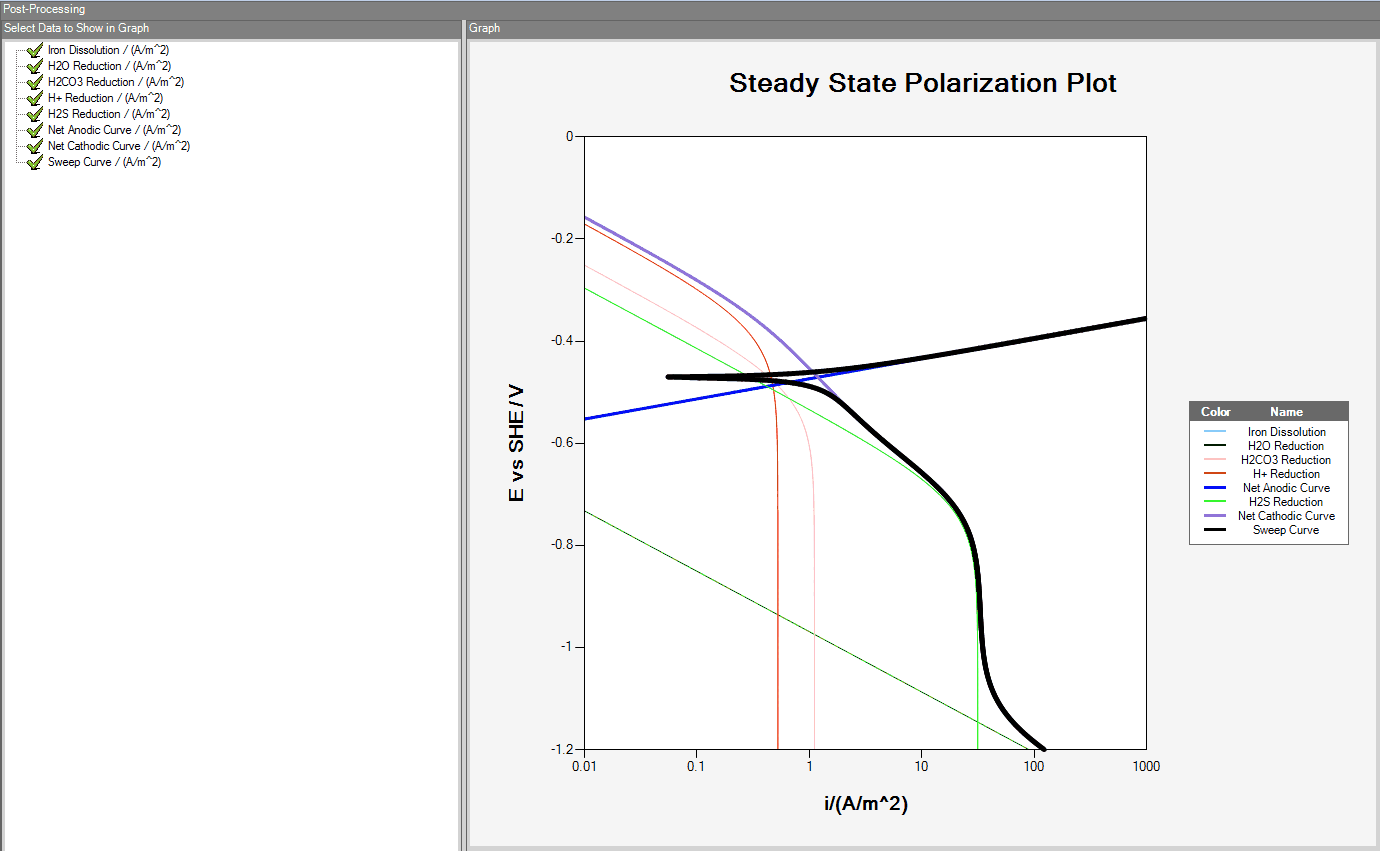 Post-Processing
Select Data to Show in Graph
Iron Dissolution / (A/m^2)
H2O Reduction / (A/m^2)
H2CO3 Reduction / (A/m^2)
H+ Reduction / (A/m^2)
H2S Reduction / (A/m^2)
Net Anodic Curve / (A/m^2)
Net Cathodic Curve / (A/m^2)
Sweep Curve / (A/m^2)
Graph
Steady State Polarization Plot
0
-0.2
-0.4
-0.6
-0.8
-1
-1.2
E vs SHE/V
0.01 0.1 1 10 100 1000
i/(A/m^2)
Color Name
Iron Dissolution
H2O Reduction
H2CO3 Reduction
H+ Reduction
Net Anodic Curve
H2S Reduction
Net Cathodic Curve
Sweep Curve